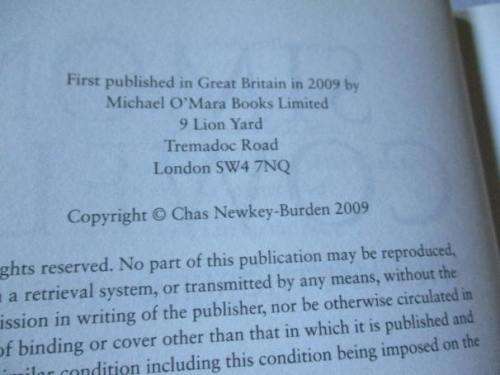 First published in Great Britain in 2009 by
Michael O'Mara Books Limited
9 Lion Yard
Tremadoc Road
London SW4 7NQ
Copyright © Chas Newkey-Burden 2009
ghts reserved. No part of this publication may be reproduced,
a retrieval system, or transmitted by any means, without the
ission in writing of the publisher, nor be otherwise circulated in
of binding or cover other than that in which it is published and
similar condition including this condition being imposed on the